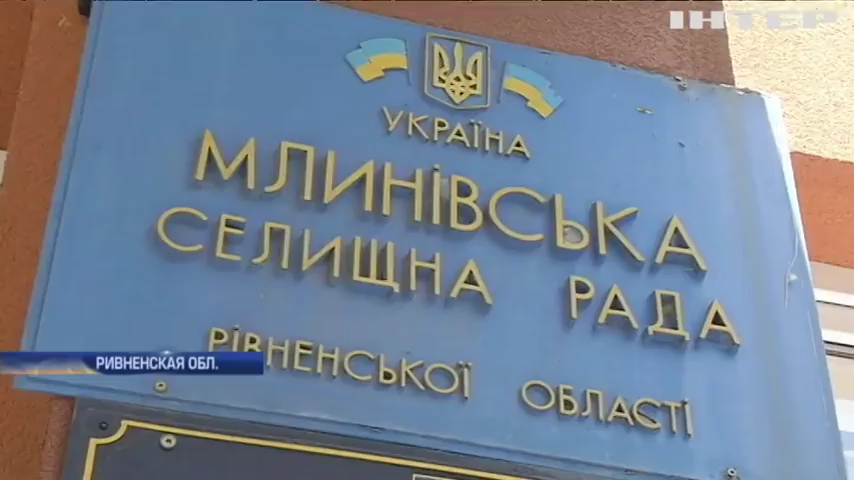 ІНТЕР
УКРАЇНА
МЛИНІВСЬКА
СЕЛИЩНА РАДА
РІВНЕНСЬКОЇ ОБЛАСТІ
РИВНЕНСКАЯ ОБЛ.